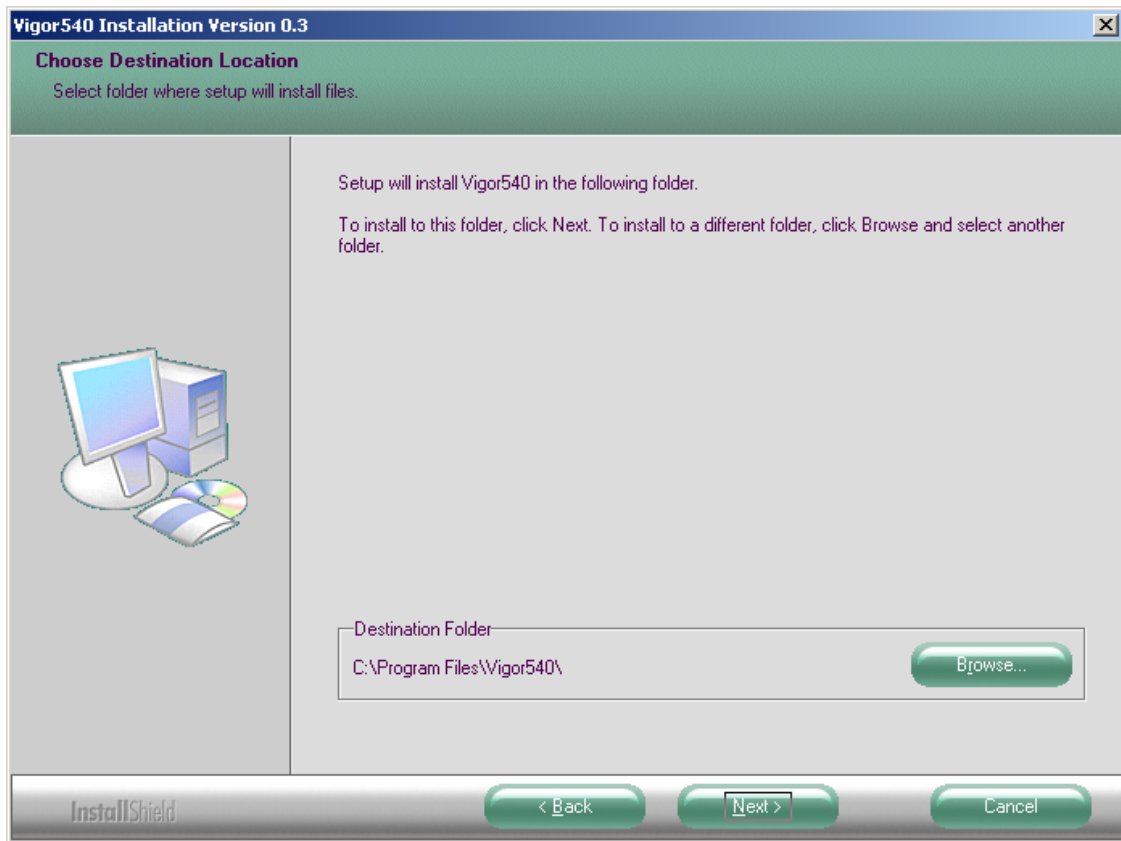 Vigor540 Installation Version 0.3
Choose Destination Location
Select folder where setup will install files.
Setup will install Vigor540 in the following folder.
To install to this folder, click Next. To install to a different folder, click Browse and select another
folder.
Destination Folder
C:\Program Files\Vigor540\
Browse...
InstallShield
< Back
Next >
Cancel